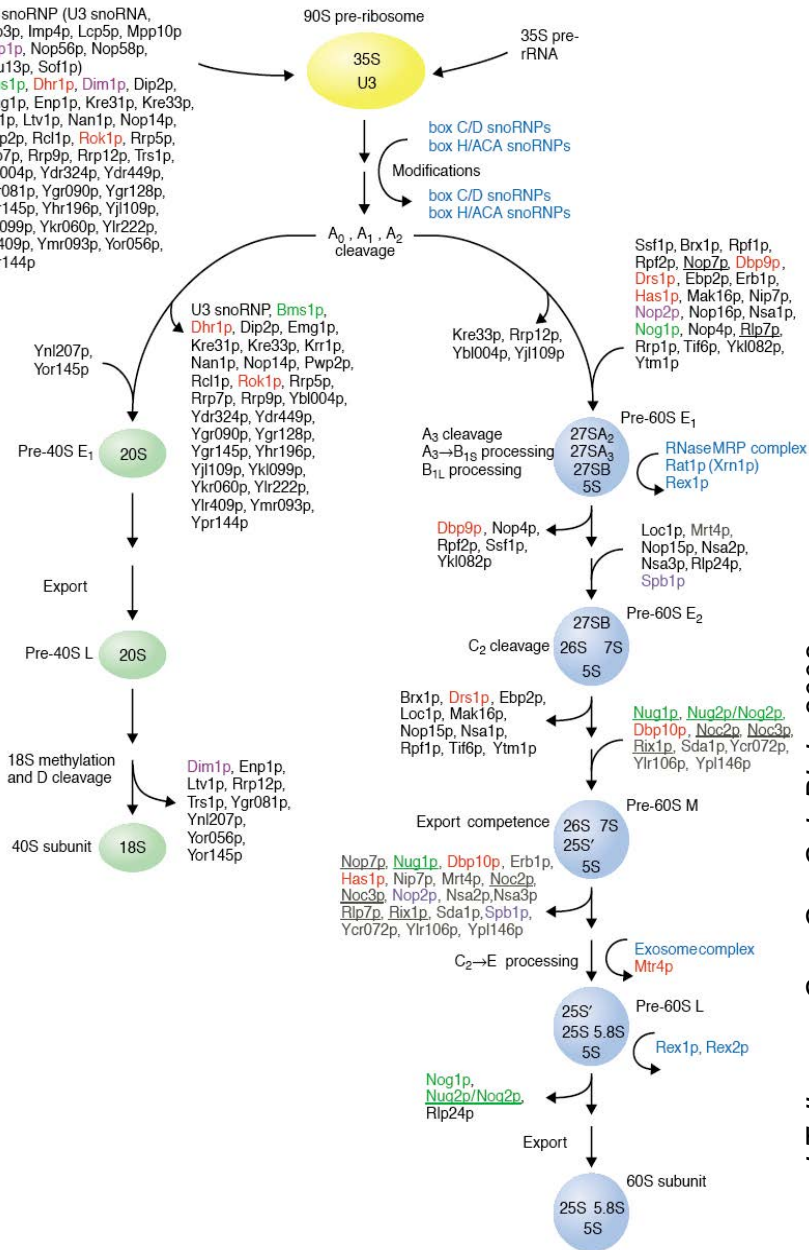 snoRNP (U3 snoRNA,
Imp4p, Lcp5p, Mpp10p
Nop56p, Nop58p,
Sof1p)
Dhr1p, Dim1p, Dip2p,
Enp1p, Kre31p, Kre33p,
Ltv1p, Nan1p, Nop14p,
Rcl1p, Rok1p, Rrp5p,
Rrp9p, Rrp12p, Trs1p,
Ydr324p, Ydr449p,
Ygr090p, Ygr128p,
Yhr196p, Yjl109p,
Ykr060p, Ylr222p,
Ymr093p, Yor056p,
90S pre-ribosome
35S
U3
35S pre-
rRNA
box C/D snoRNPs
box H/ACA snoRNPs
Modifications
box C/D snoRNPs
box H/ACA snoRNPs
A0 , A1 , A2
cleavage
U3 snoRNP, Bms1p,
Dhr1p, Dip2p, Emg1p,
Kre31p, Kre33p, Krr1p,
Nan1p, Nop14p, Pwp2p,
Rcl1p, Rok1p, Rrp5p,
Rrp7p, Rrp9p, Ybl004p,
Ydr324p, Ydr449p,
Ygr090p, Ygr128p,
Ygr145p, Yhr196p,
Yjl109p, Ykl099p,
Ykr060p, Ylr222p,
Ylr409p, Ymr093p,
Ypr144p
Ynl207p,
Yor145p
Pre-40S E1
20S
Export
Pre-40S L
20S
18S methylation
and D cleavage
Dim1p, Enp1p,
Ltv1p, Rrp12p,
Trs1p, Ygr081p,
Ynl207p,
Yor056p,
Yor145p
40S subunit
18S
Kre33p, Rrp12p,
Ybl004p, Yjl109p
Ssf1p, Brx1p, Rpf1p,
Rpf2p, Nop7p, Dbp9p,
Drs1p, Ebp2p, Erb1p,
Has1p, Mak16p, Nip7p,
Nop2p, Nop16p, Nsa1p,
Nog1p, Nop4p, Rlp7p,
Rrp1p, Tif6p, Ykl082p,
Ytm1p
Pre-60S E1
A3 cleavage
A3→B1S processing
B1L processing
27SA2
27SA3
27SB
5S
RNaseMRP complex
Rat1p (Xrn1p)
Rex1p
Dbp9p, Nop4p,
Rpf2p, Ssf1p,
Ykl082p
Loc1p, Mrt4p,
Nop15p, Nsa2p,
Nsa3p, Rlp24p,
Spb1p
Pre-60S E2
C2 cleavage
27SB
26S 7S
5S
Brx1p, Drs1p, Ebp2p,
Loc1p, Mak16p,
Nop15p, Nsa1p,
Rpf1p, Tif6p, Ytm1p
Nug1p, Nug2p/Nog2p,
Dbp10p, Noc2p, Noc3p,
Rix1p, Sda1p, Ycr072p,
Ylr106p, Ypl146p
Pre-60S M
Export competence
26S 7S
25S′
5S
Nop7p, Nug1p, Dbp10p, Erb1p,
Has1p, Nip7p, Mrt4p, Noc2p,
Noc3p, Nop2p, Nsa2p, Nsa3p
Rlp7p, Rix1p, Sda1p, Spb1p,
Ycr072p, Ylr106p, Ypl146p
C2→E processing
Exosome complex
Mtr4p
Pre-60S L
25S′
25S 5.8S
5S
Rex1p, Rex2p
Nog1p,
Nug2p/Nog2p,
Rlp24p
Export
60S subunit
25S 5.8S
5S